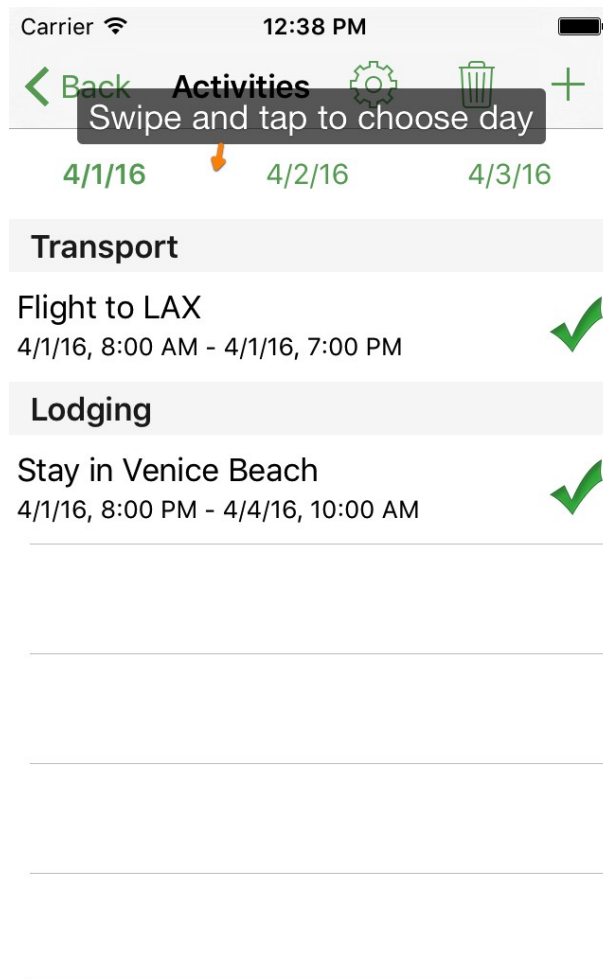 Carrier 12:38 PM
Back Activities
Swipe and tap to choose day
4/1/16 4/2/16 4/3/16
Transport
Flight to LAX
4/1/16, 8:00 AM - 4/1/16, 7:00 PM
Lodging
Stay in Venice Beach
4/1/16, 8:00 PM - 4/4/16, 10:00 AM